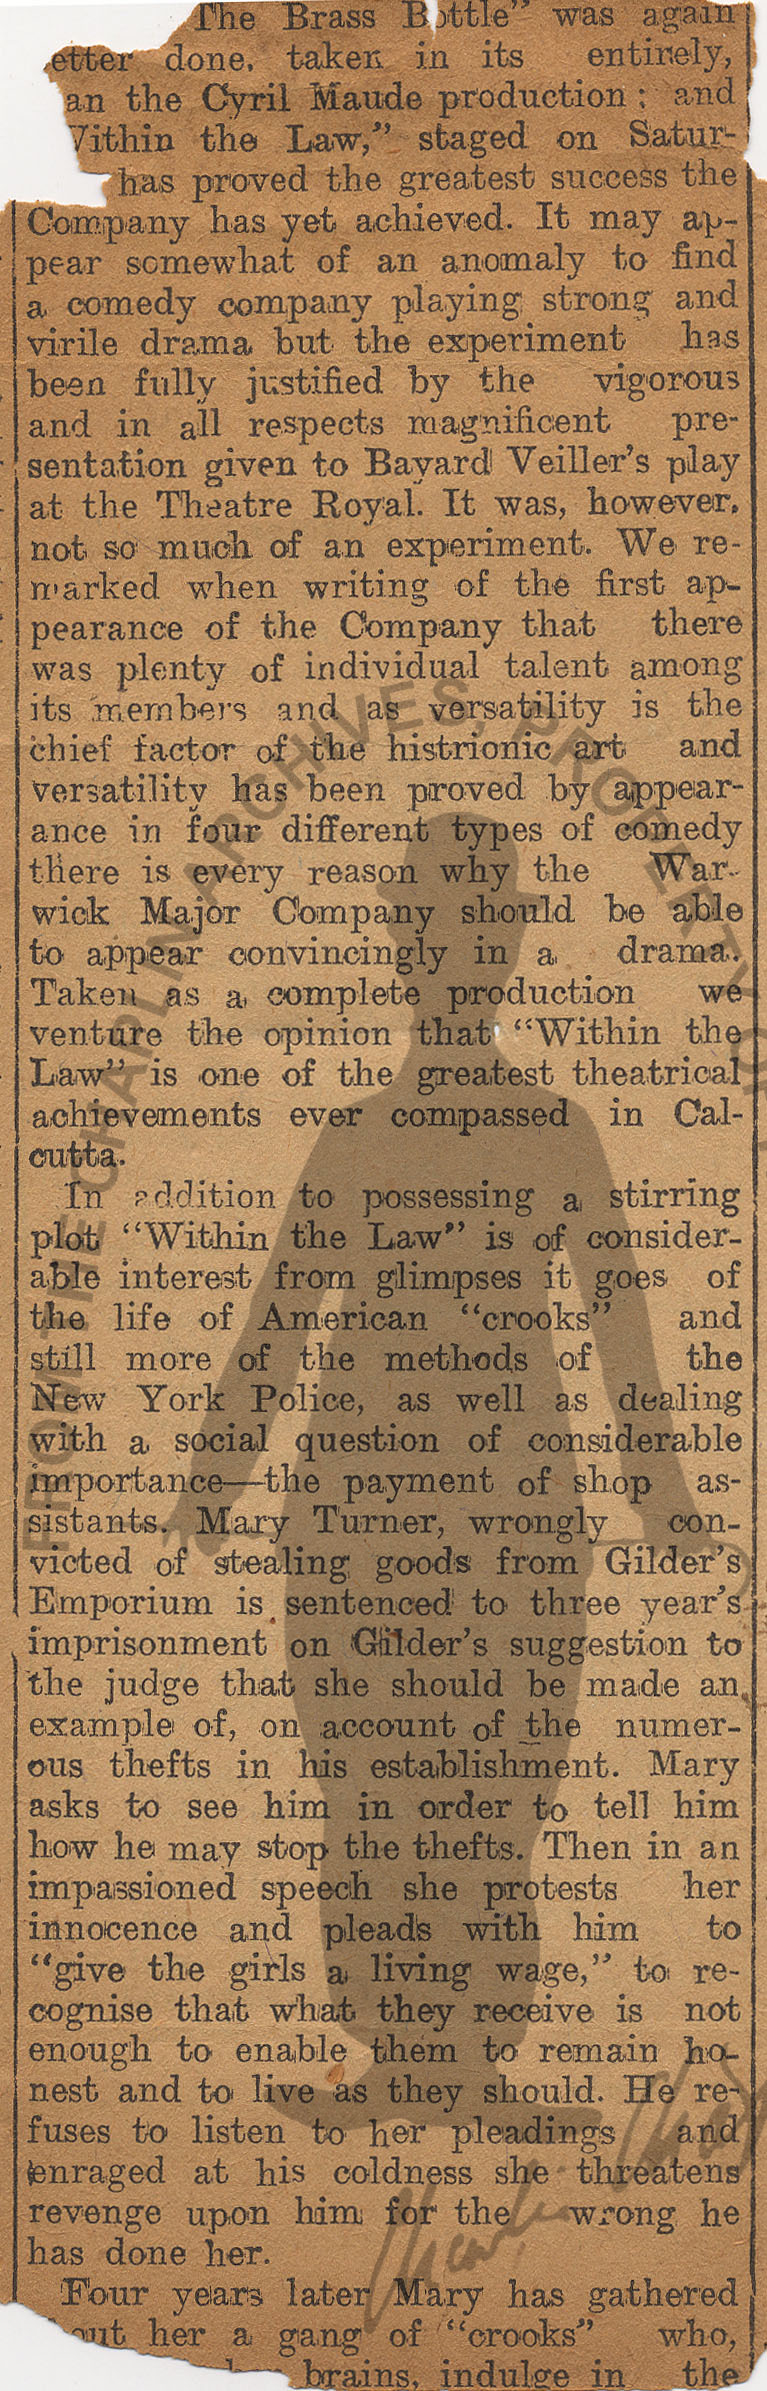 The Brass Bottle" was again
etter done, taken in its entirely,
an the Cyril Maude production; and
Within the Law," staged on Satur-
has proved the greatest success the
Company has yet achieved. It may ap-
pear somewhat of an anomaly to find
a comedy company playing strong and
virile drama but the experiment has
been fully justified by the vigorous
and in all respects magnificent pre-
sentation given to Bayard Veiller's play
at the Theatre Royal. It was, however,
not so much of an experiment. We re-
marked when writing of the first ap-
pearance of the Company that there
was plenty of individual talent among
its members and as versatility is the
chief factor of the histrionic art and
versatility has been proved by appear-
ance in four different types of comedy
there is every reason why the War-
wick Major Company should be able
to appear convincingly in a drama.
Taken as a complete production we
venture the opinion that "Within the
Law" is one of the greatest theatrical
achievements ever compassed in Cal-
cutta.
In addition to possessing a stirring
plot "Within the Law" is of consider-
able interest from glimpses it goes of
the life of American "crooks" and
still more of the methods of the
New York Police, as well as dealing
with a social question of considerable
importance—the payment of shop as-
sistants. Mary Turner, wrongly con-
victed of stealing goods from Gilder's
Emporium is sentenced to three year's
imprisonment on Gilder's suggestion to
the judge that she should be made an
example of, on account of the numer-
ous thefts in his establishment. Mary
asks to see him in order to tell him
how he may stop the thefts. Then in an
impassioned speech she protests her
innocence and pleads with him to
"give the girls a living wage," to re-
cognise that what they receive is not
enough to enable them to remain ho-
nest and to live as they should. He re-
fuses to listen to her pleadings and
enraged at his coldness she threatens
revenge upon him for the wrong he
has done her.
Four years later Mary has gathered
out her a gang of "crooks" who,
brains, indulge in the
FROM THE CHAPLIN ARCHIVES, PROPERTY OF
Charlie